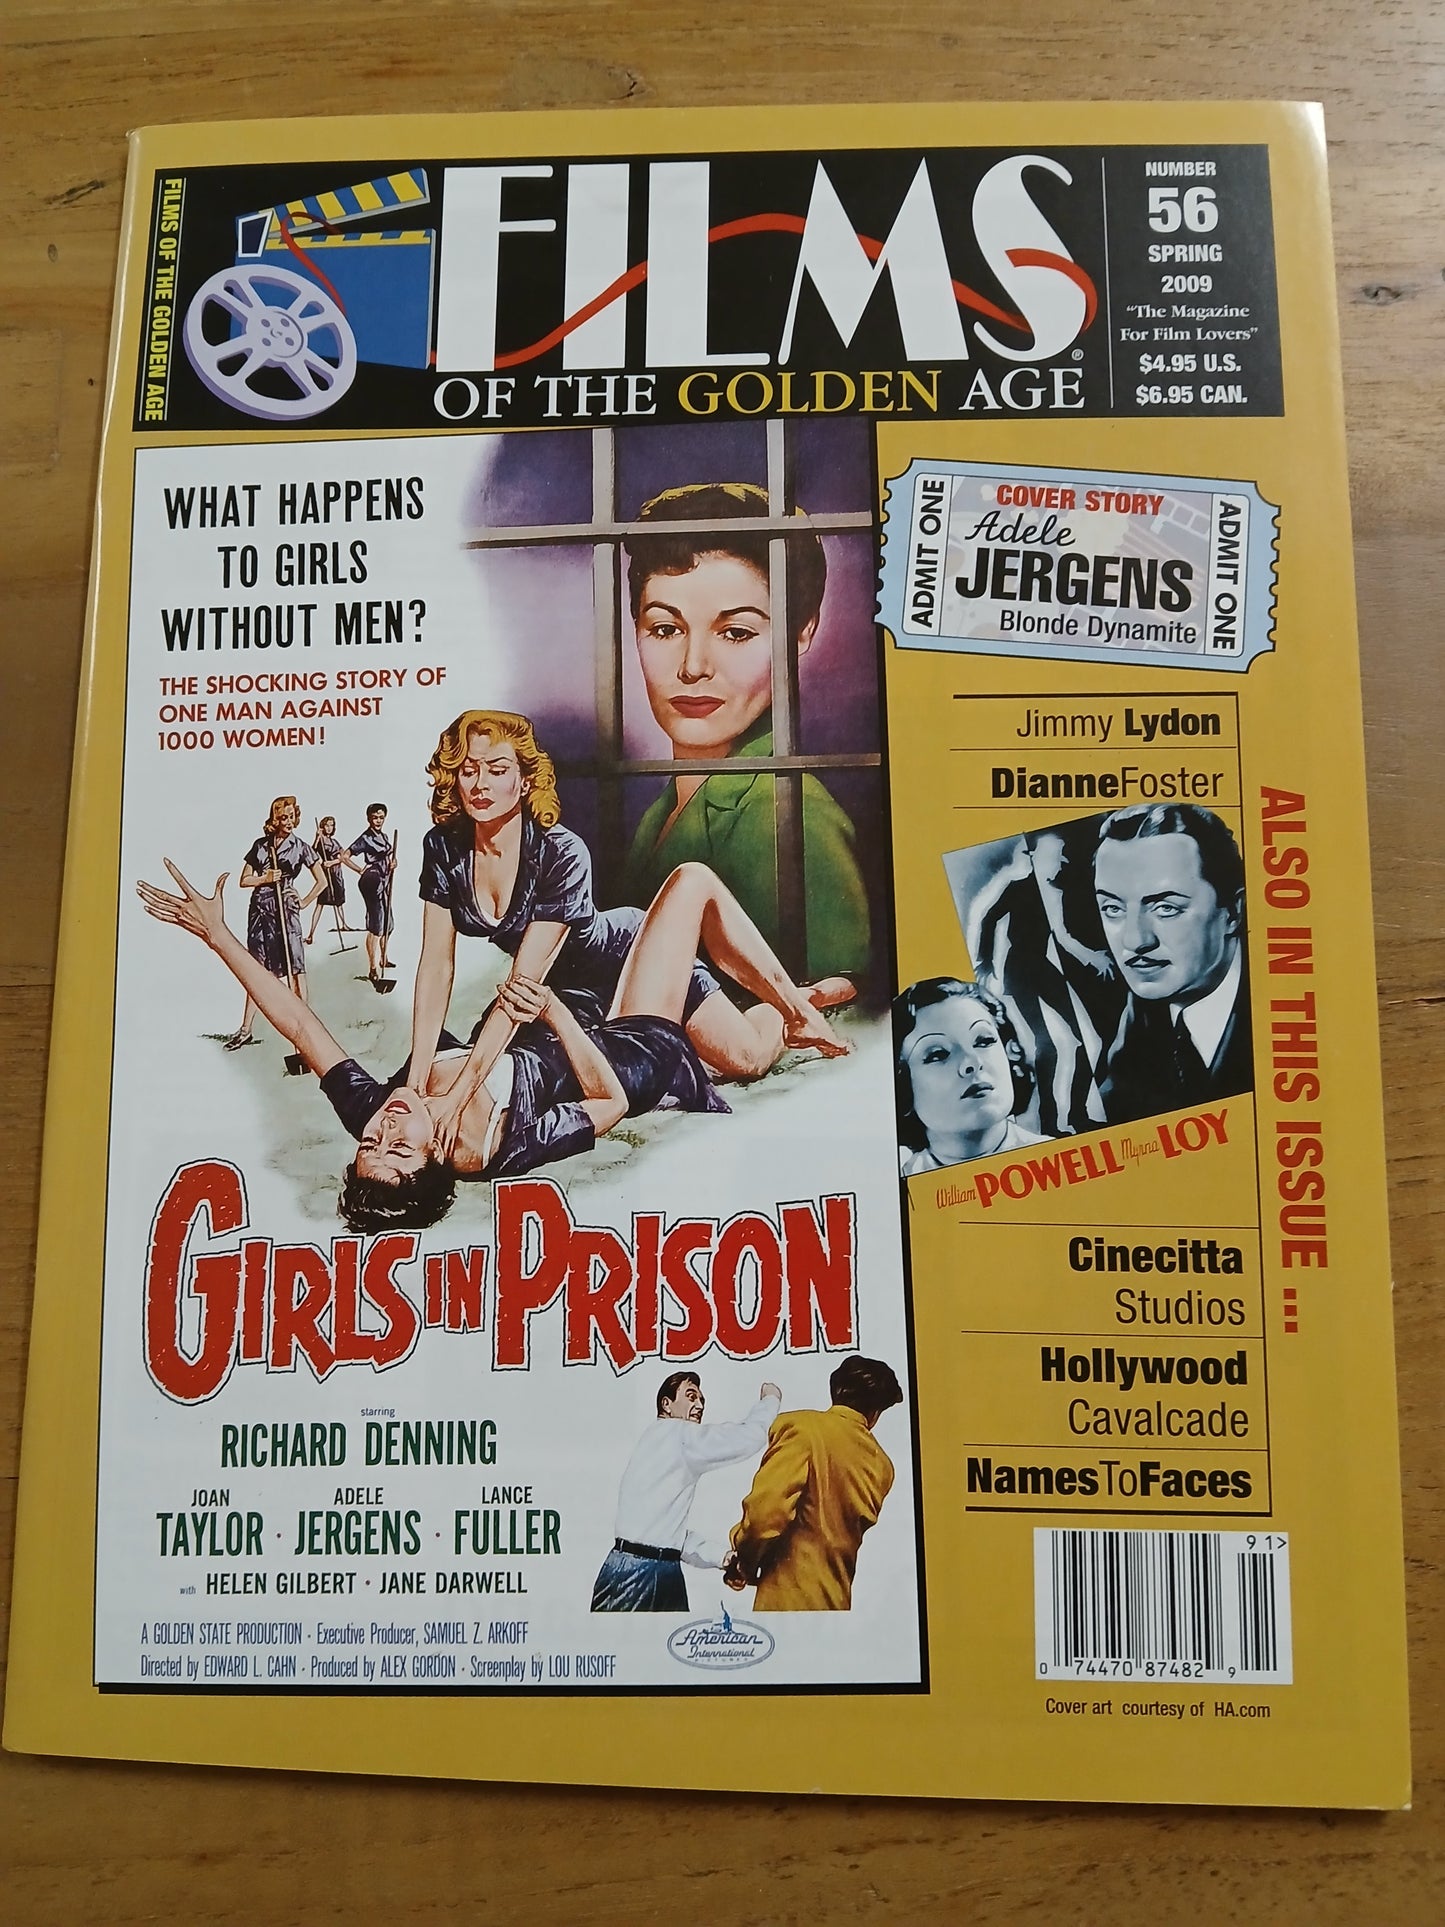 FILMS OF THE GOLDEN AGE
FILMS
®
OF THE GOLDEN AGE
NUMBER
56
SPRING
2009
“The Magazine
For Film Lovers”
$4.95 U.S.
$6.95 CAN.
WHAT HAPPENS
TO GIRLS
WITHOUT MEN?
THE SHOCKING STORY OF
ONE MAN AGAINST
1000 WOMEN!
GIRLS IN PRISON
starring
RICHARD DENNING
JOAN
TAYLOR ·
ADELE
JERGENS ·
LANCE
FULLER
with HELEN GILBERT · JANE DARWELL
A GOLDEN STATE PRODUCTION · Executive Producer, SAMUEL Z. ARKOFF
Directed by EDWARD L. CAHN · Produced by ALEX GORDON · Screenplay by LOU RUSOFF
American
International
PICTURES
ADMIT ONE
COVER STORY
Adele
JERGENS
Blonde Dynamite
ADMIT ONE
ALSO IN THIS ISSUE ...
Jimmy Lydon
DianneFoster
William POWELL Myrna LOY
Cinecitta
Studios
Hollywood
Cavalcade
NamesToFaces
9 1>
0 74470 87482 9
Cover art courtesy of HA.com